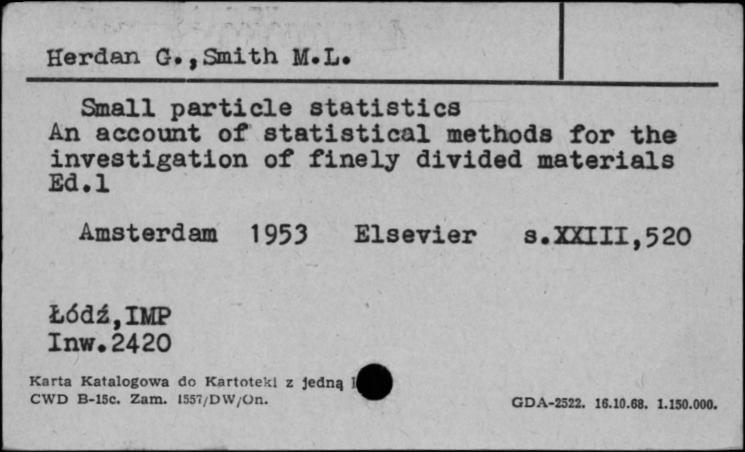 Herdan G.,Smith M.L.
Small particle statistics
An account of statistical methods for the
investigation of finely divided materials
Ed.1
Amsterdam 1953 Elsevier s.XXIII,520
Łódź,IMP
Inw.2420
Karta Katalogowa do Kartoteki z jedną
CWD B-15c. Zam. 1557/DW/On.
GDA-2522. 16.10.68. 1.150.000.